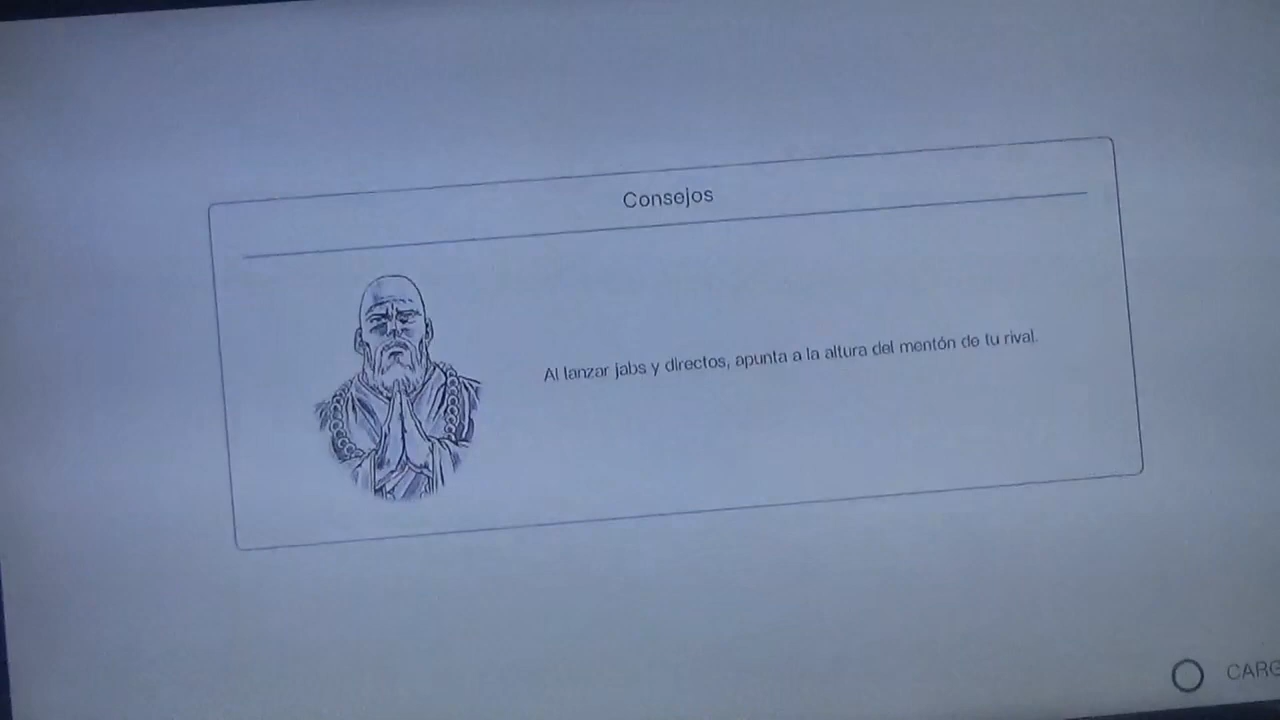 Consejos
Al lanzar jabs y directos, apunta a la altura del mentón de tu rival.
CARG